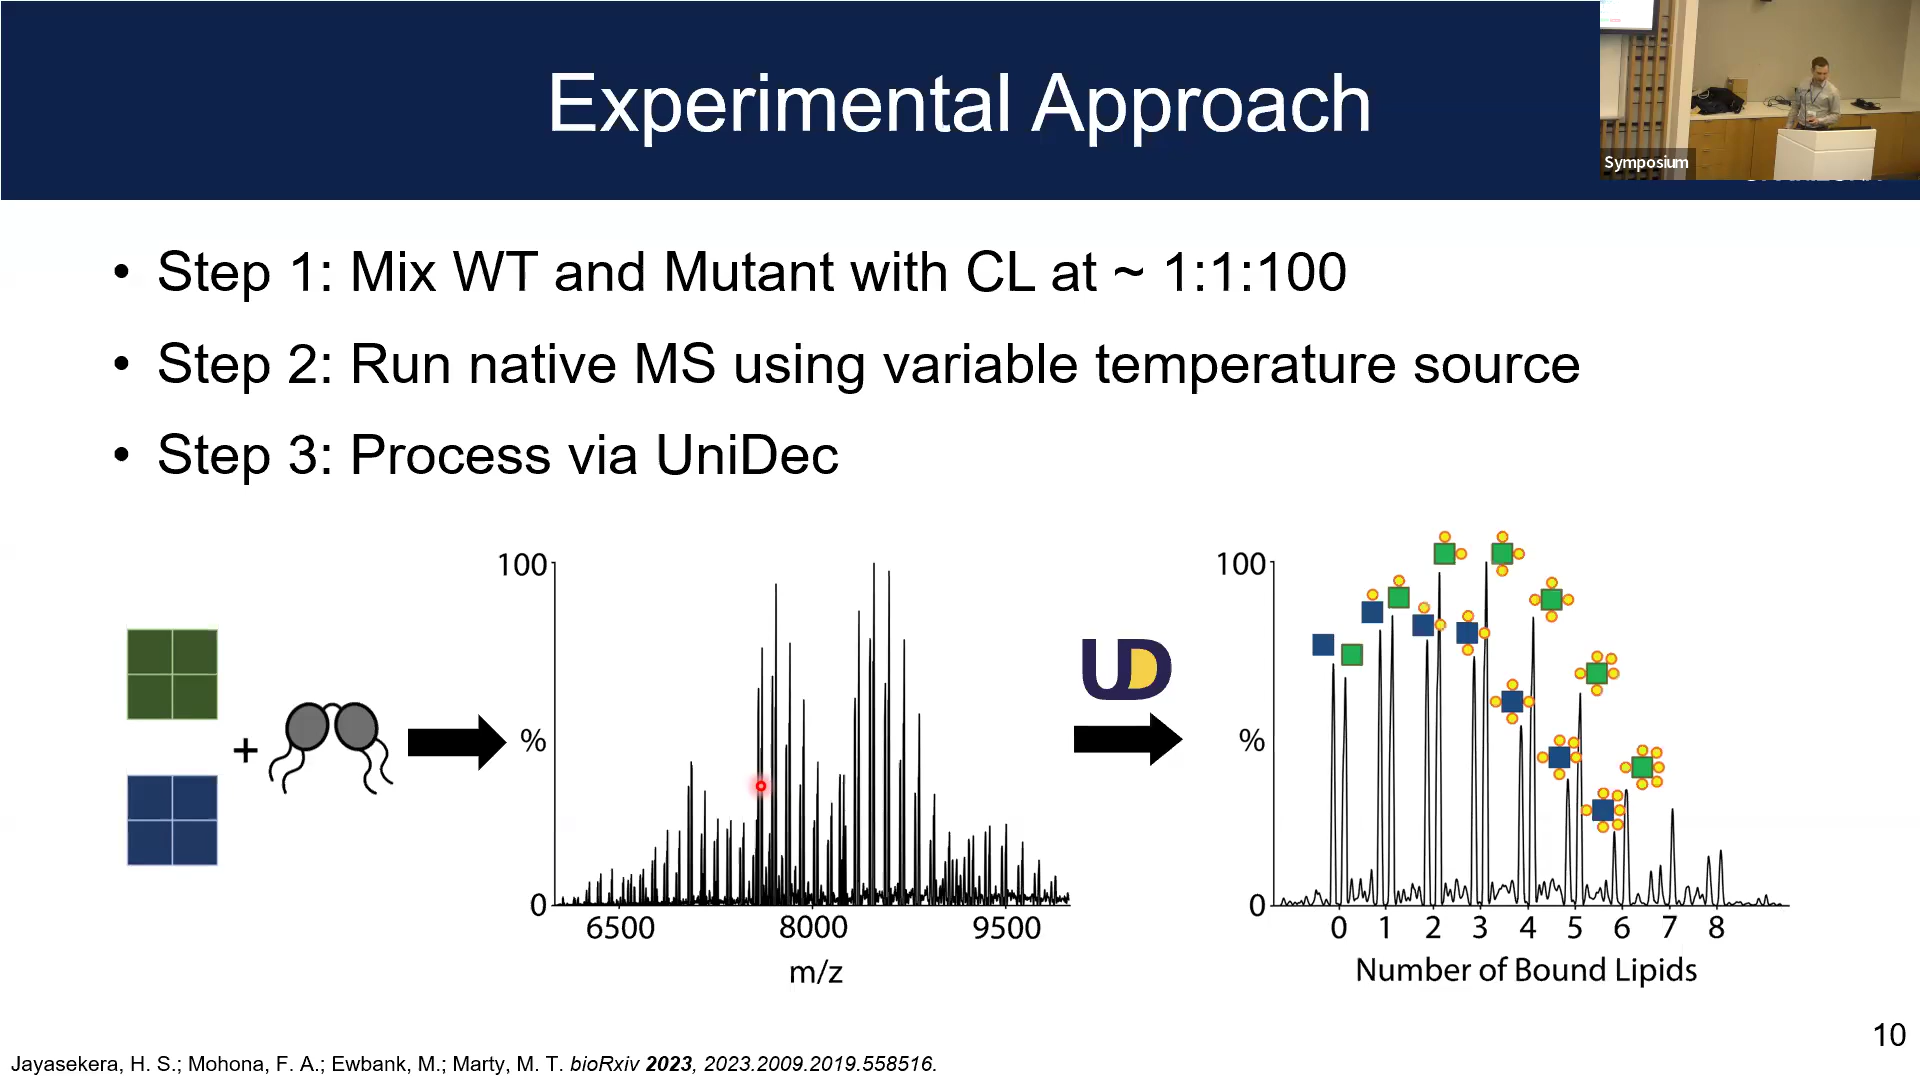 Experimental Approach
Symposium
• Step 1: Mix WT and Mutant with CL at ~ 1:1:100
• Step 2: Run native MS using variable temperature source
• Step 3: Process via UniDec
100
%
0
6500 8000 9500
m/z
+
UD
100
%
0
0 1 2 3 4 5 6 7 8
Number of Bound Lipids
10
Jayasekera, H. S.; Mohona, F. A.; Ewbank, M.; Marty, M. T. bioRxiv 2023, 2023.2009.2019.558516.